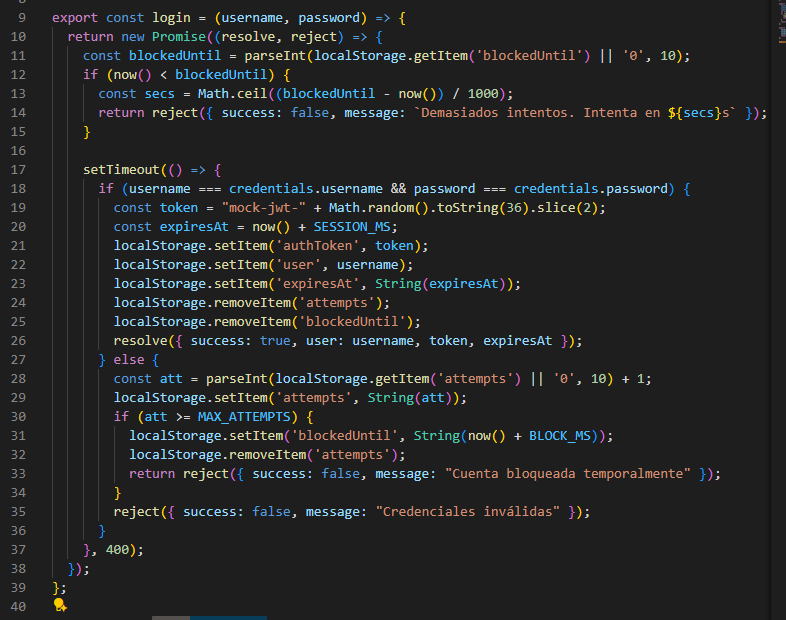 9 export const login = (username, password) => {
10 return new Promise((resolve, reject) => {
11 const blockedUntil = parseInt(localStorage.getItem('blockedUntil') || '0', 10);
12 if (now() < blockedUntil) {
13 const secs = Math.ceil((blockedUntil - now()) / 1000);
14 return reject({ success: false, message: `Demasiados intentos. Intenta en ${secs}s` });
15 }
16
17 setTimeout(() => {
18 if (username === credentials.username && password === credentials.password) {
19 const token = "mock-jwt-" + Math.random().toString(36).slice(2);
20 const expiresAt = now() + SESSION_MS;
21 localStorage.setItem('authToken', token);
22 localStorage.setItem('user', username);
23 localStorage.setItem('expiresAt', String(expiresAt));
24 localStorage.removeItem('attempts');
25 localStorage.removeItem('blockedUntil');
26 resolve({ success: true, user: username, token, expiresAt });
27 } else {
28 const att = parseInt(localStorage.getItem('attempts') || '0', 10) + 1;
29 localStorage.setItem('attempts', String(att));
30 if (att >= MAX_ATTEMPTS) {
31 localStorage.setItem('blockedUntil', String(now() + BLOCK_MS));
32 localStorage.removeItem('attempts');
33 return reject({ success: false, message: "Cuenta bloqueada temporalmente" });
34 }
35 reject({ success: false, message: "Credenciales inválidas" });
36 }
37 }, 400);
38 });
39 };
40